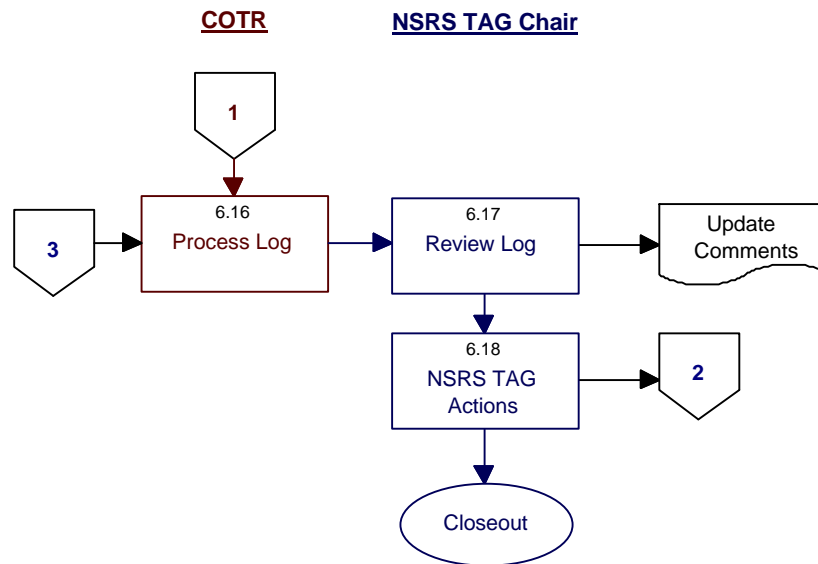 COTR
NSRS TAG Chair
1
3
6.16
Process Log
6.17
Review Log
Update
Comments
6.18
NSRS TAG
Actions
2
Closeout